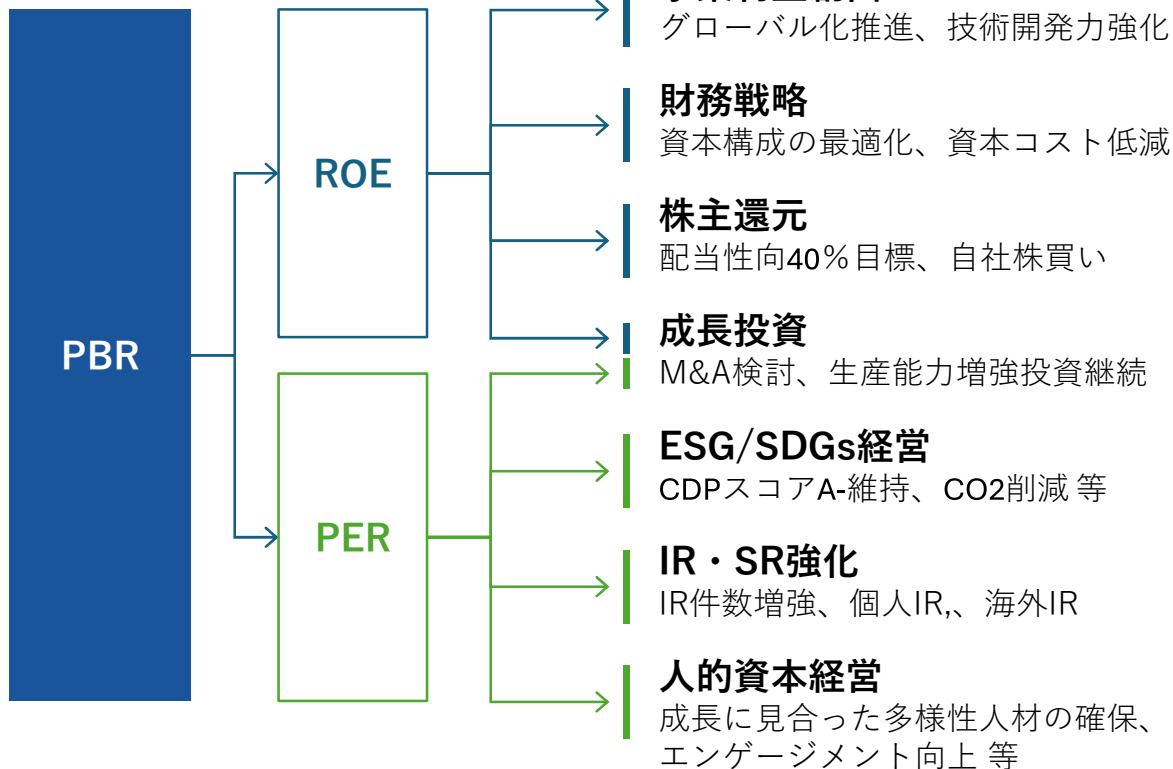 グローバル化推進、技術開発力強化
財務戦略
資本構成の最適化、資本コスト低減
ROE
株主還元
配当性向40％目標、自社株買い
成長投資
M&A検討、生産能力増強投資継続
PBR
ESG/SDGs経営
CDPスコアA-維持、CO2削減 等
PER
IR・SR強化
IR件数増強、個人IR,、海外IR
人的資本経営
成長に見合った多様性人材の確保、
エンゲージメント向上 等